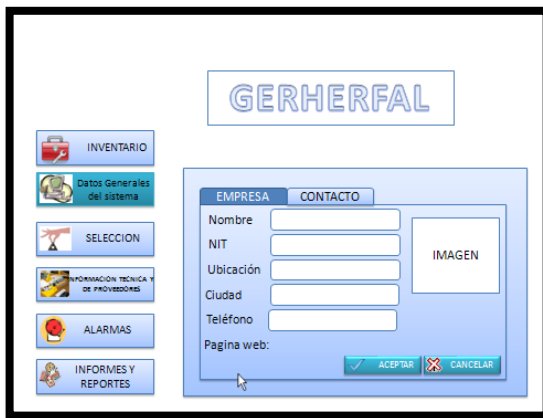 GERHERFAL
INVENTARIO
Datos Generales
del sistema
SELECCION
INFORMACIÓN TECNICA Y
DE PROVEEDORES
ALARMAS
INFORMES Y
REPORTES
EMPRESA CONTACTO
Nombre
NIT
Ubicación
Ciudad
Teléfono
Pagina web:
IMAGEN
ACEPTAR CANCELAR